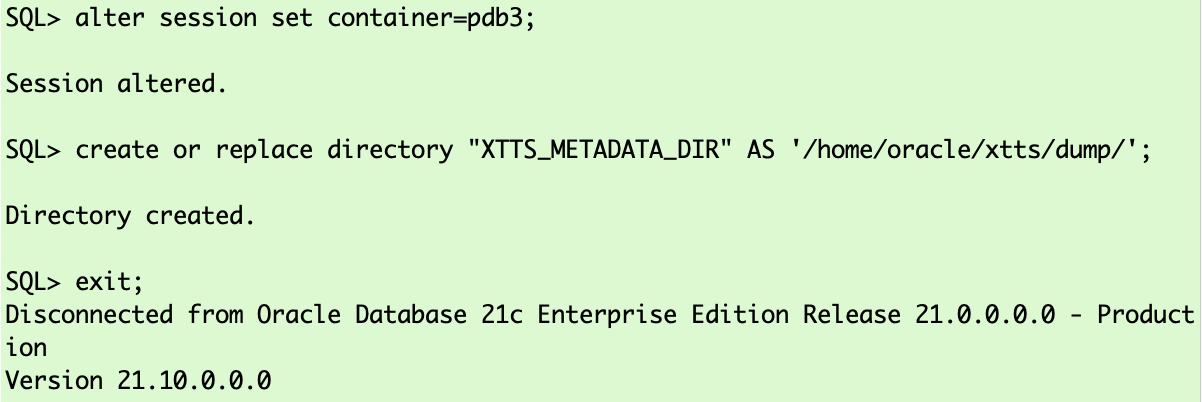 SQL> alter session set container=pdb3;
Session altered.
SQL> create or replace directory "XTTS_METADATA_DIR" AS '/home/oracle/xtts/dump/';
Directory created.
SQL> exit;
Disconnected from Oracle Database 21c Enterprise Edition Release 21.0.0.0.0 - Product
ion
Version 21.10.0.0.0